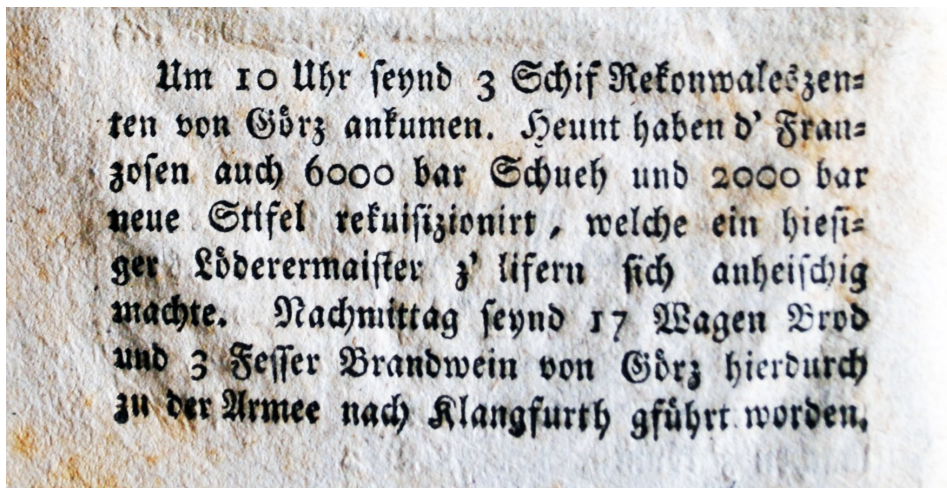 Um 10 Uhr ſeynd 3 Schif Rekonwaleszen⸗
ten von Görz ankumen. Heunt haben d' Fran⸗
zoſen auch 6000 bar Schueh und 2000 bar
neue Stifel rekuiſizionirt, welche ein hieſi⸗
ger Löderermaiſter z' lifern ſich anheiſchig
machte. Nachmittag ſeynd 17 Wagen Brod
und 3 Feſſer Brandwein von Görz hierdurch
zu der Armee nach Klangfurth gführt worden.